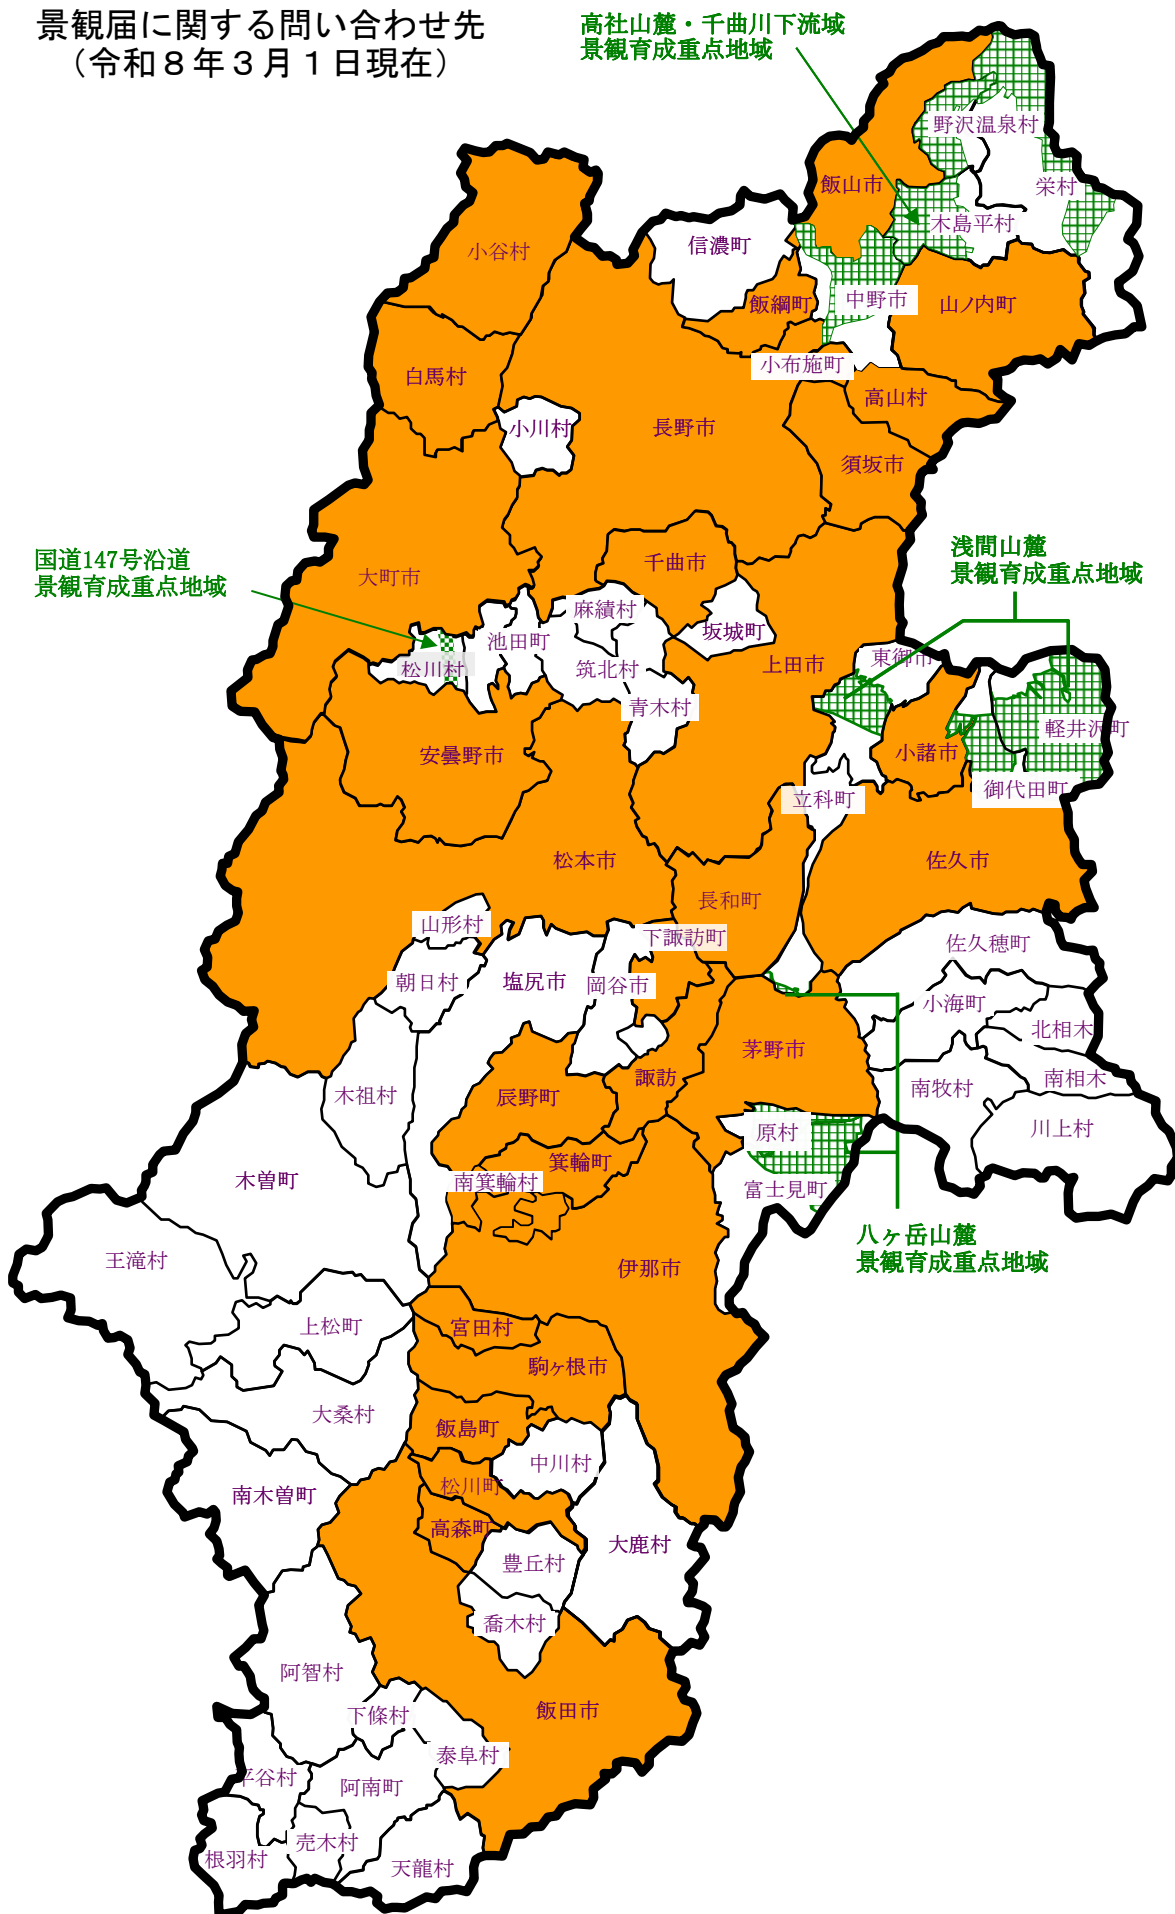 景観届に関する問い合わせ先
（令和８年３月１日現在）
高社山麓・千曲川下流域
景観育成重点地域
野沢温泉村
飯山市
栄村
木島平村
信濃町
小谷村
飯綱町
中野市
山ノ内町
小布施町
白馬村
高山村
小川村
長野市
須坂市
国道147号沿道
景観育成重点地域
浅間山麓
景観育成重点地域
千曲市
大町市
麻績村
坂城町
池田町
東御市
松川村
筑北村
上田市
青木村
軽井沢町
安曇野市
小諸市
御代田町
立科町
松本市
佐久市
長和町
山形村
下諏訪町
佐久穂町
朝日村
塩尻市
岡谷市
小海町
北相木
茅野市
諏訪
南相木
木祖村
辰野町
南牧村
川上村
原村
箕輪町
木曽町
南箕輪村
富士見町
八ヶ岳山麓
景観育成重点地域
王滝村
伊那市
上松町
宮田村
駒ヶ根市
大桑村
飯島町
中川村
松川町
南木曽町
高森町
大鹿村
豊丘村
喬木村
阿智村
飯田市
下條村
泰阜村
平谷村
阿南町
売木村
根羽村
天龍村